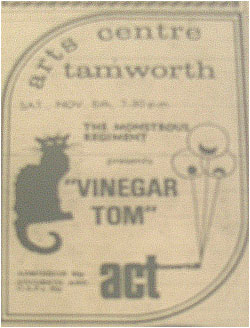 arts centre
tamworth
SAT. NOV. 5th, 7.30 p.m.
THE MONSTROUS
REGIMENT
presents
"VINEGAR
TOM"
act